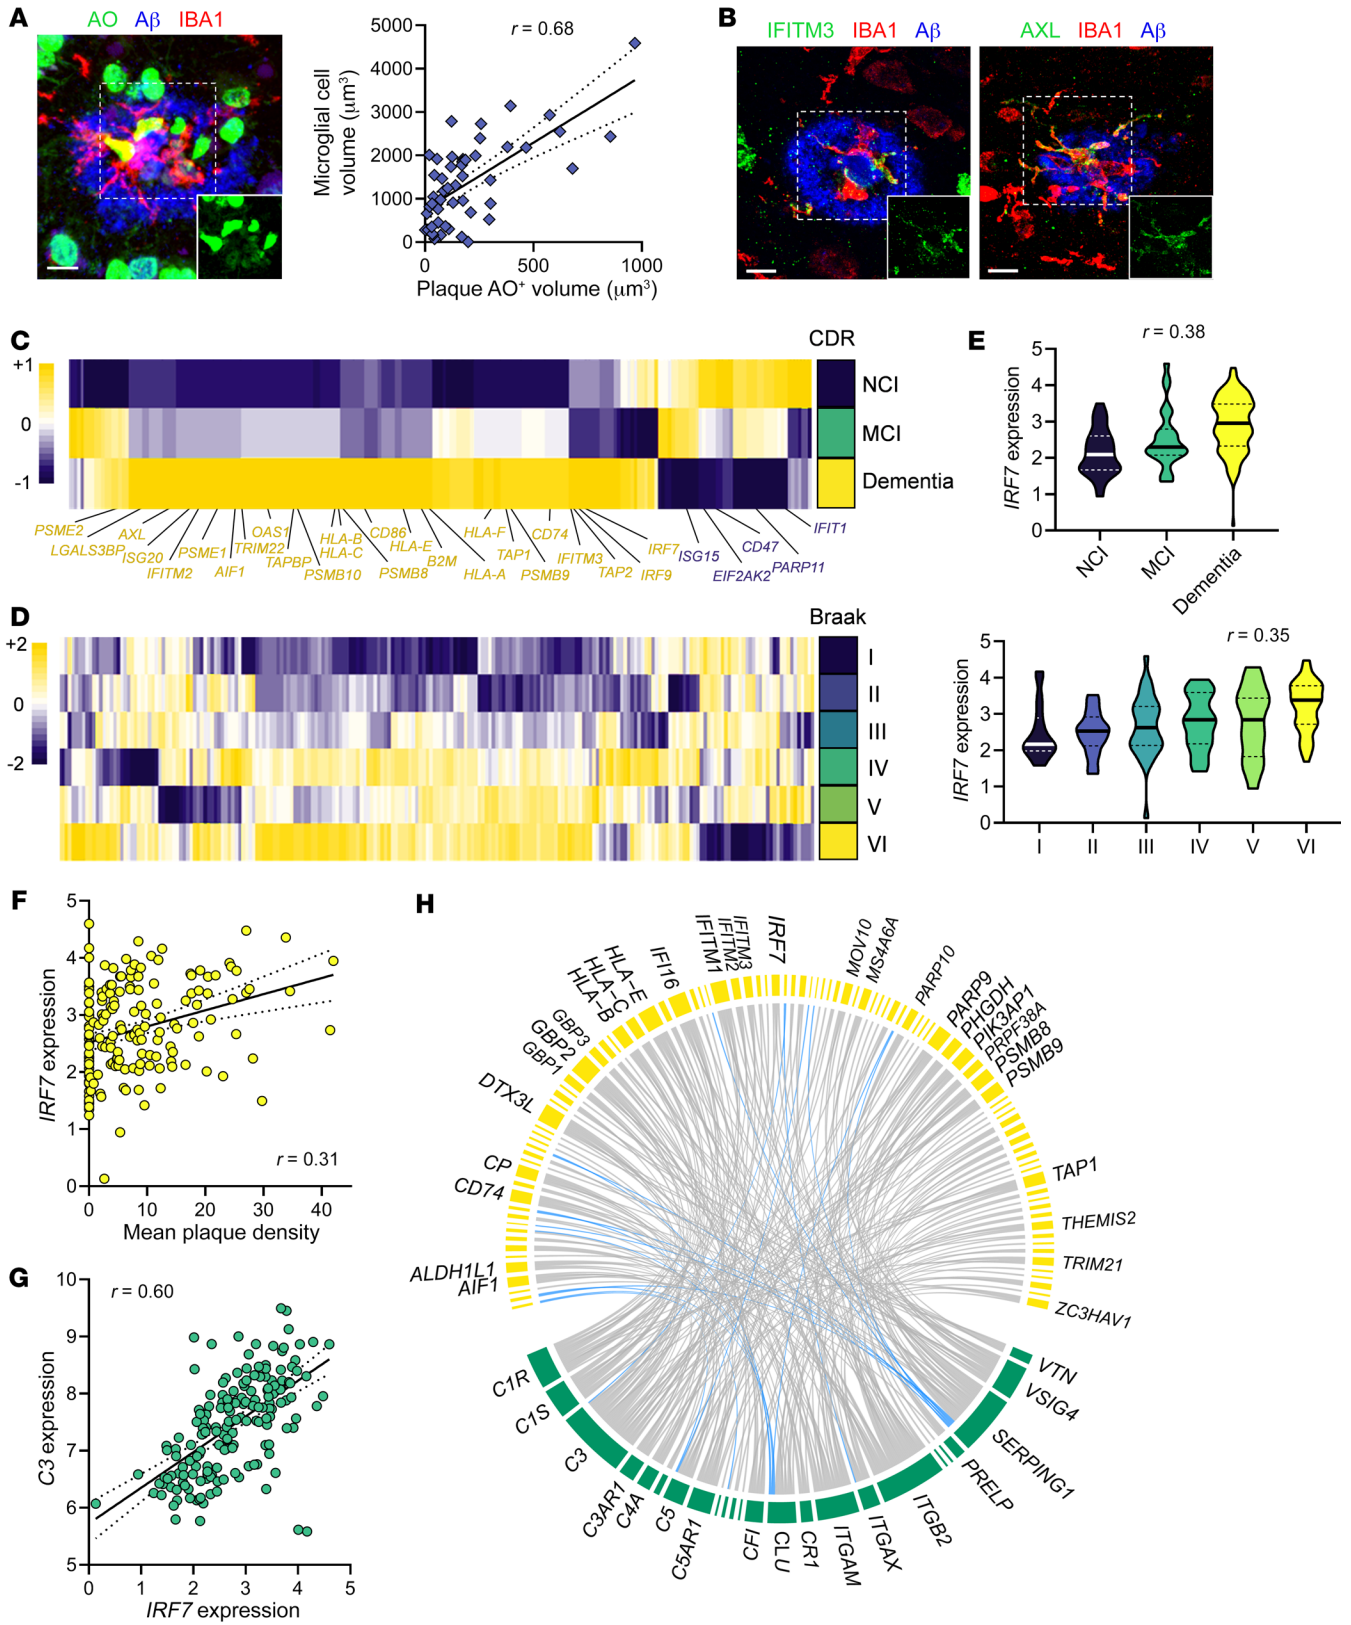 A
AO Aβ IBA1
r = 0.68
Microglial cell
volume (μm³)
5000
4000
3000
2000
1000
0
0 500 1000
Plaque AO⁺ volume (μm³)
B
IFITM3 IBA1 Aβ
AXL IBA1 Aβ
C
CDR
+1
0
-1
NCI
MCI
Dementia
PSME2
LGALS3BP
AXL
ISG20
IFITM2
PSME1
AIF1
TRIM22
OAS1
TAPBP
PSMB10
HLA-B
HLA-C
CD86
PSMB8
HLA-E
B2M
HLA-A
HLA-F
TAP1
PSMB9
CD74
IFITM3
TAP2
IRF9
IRF7
ISG15
EIF2AK2
CD47
PARP11
IFIT1
E
r = 0.38
IRF7 expression
5
4
3
2
1
0
NCI
MCI
Dementia
D
Braak
+2
0
-2
I
II
III
IV
V
VI
r = 0.35
IRF7 expression
5
4
3
2
1
0
I II III IV V VI
F
IRF7 expression
5
4
3
2
1
0
r = 0.31
0 10 20 30 40
Mean plaque density
G
C3 expression
r = 0.60
10
9
8
7
6
5
0 1 2 3 4 5
IRF7 expression
H
ALDH1L1
AIF1
CD74
CP
DTX3L
GBP1
GBP2
GBP3
HLA−B
HLA−C
HLA−E
IFI16
IFITM1
IFITM2
IFITM3
IRF7
MOV10
MS4A6A
PARP10
PARP9
PHGDH
PIK3AP1
PRPF38A
PSMB8
PSMB9
TAP1
THEMIS2
TRIM21
ZC3HAV1
VTN
VSIG4
SERPING1
PRELP
ITGB2
ITGAX
ITGAM
CR1
CLU
CFI
C5AR1
C5
C4A
C3AR1
C3
C1S
C1R